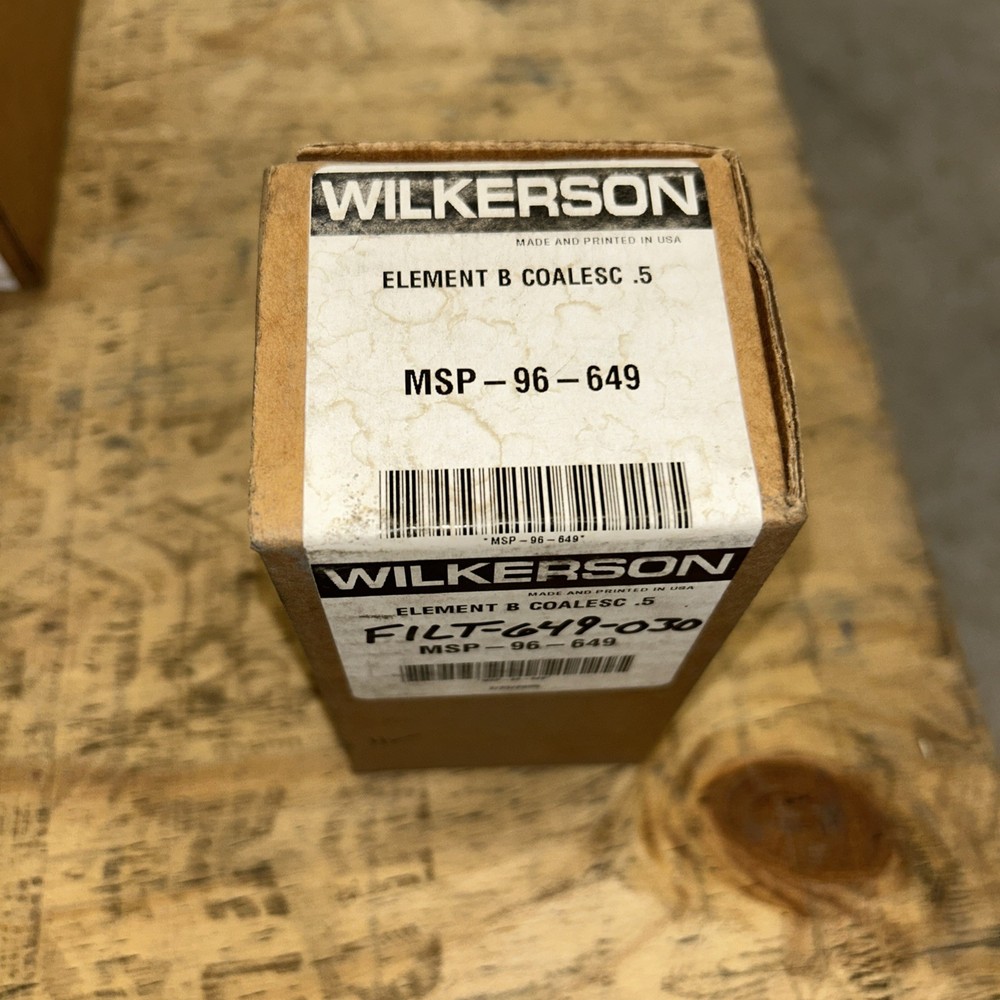 WILKERSON
MADE AND PRINTED IN USA
ELEMENT B COALESC .5
MSP-96-649
"MSP-96-649"
WILKERSON
MADE AND PRINTED IN USA
ELEMENT B COALESC .5
FILT-649-030
MSP-96-649